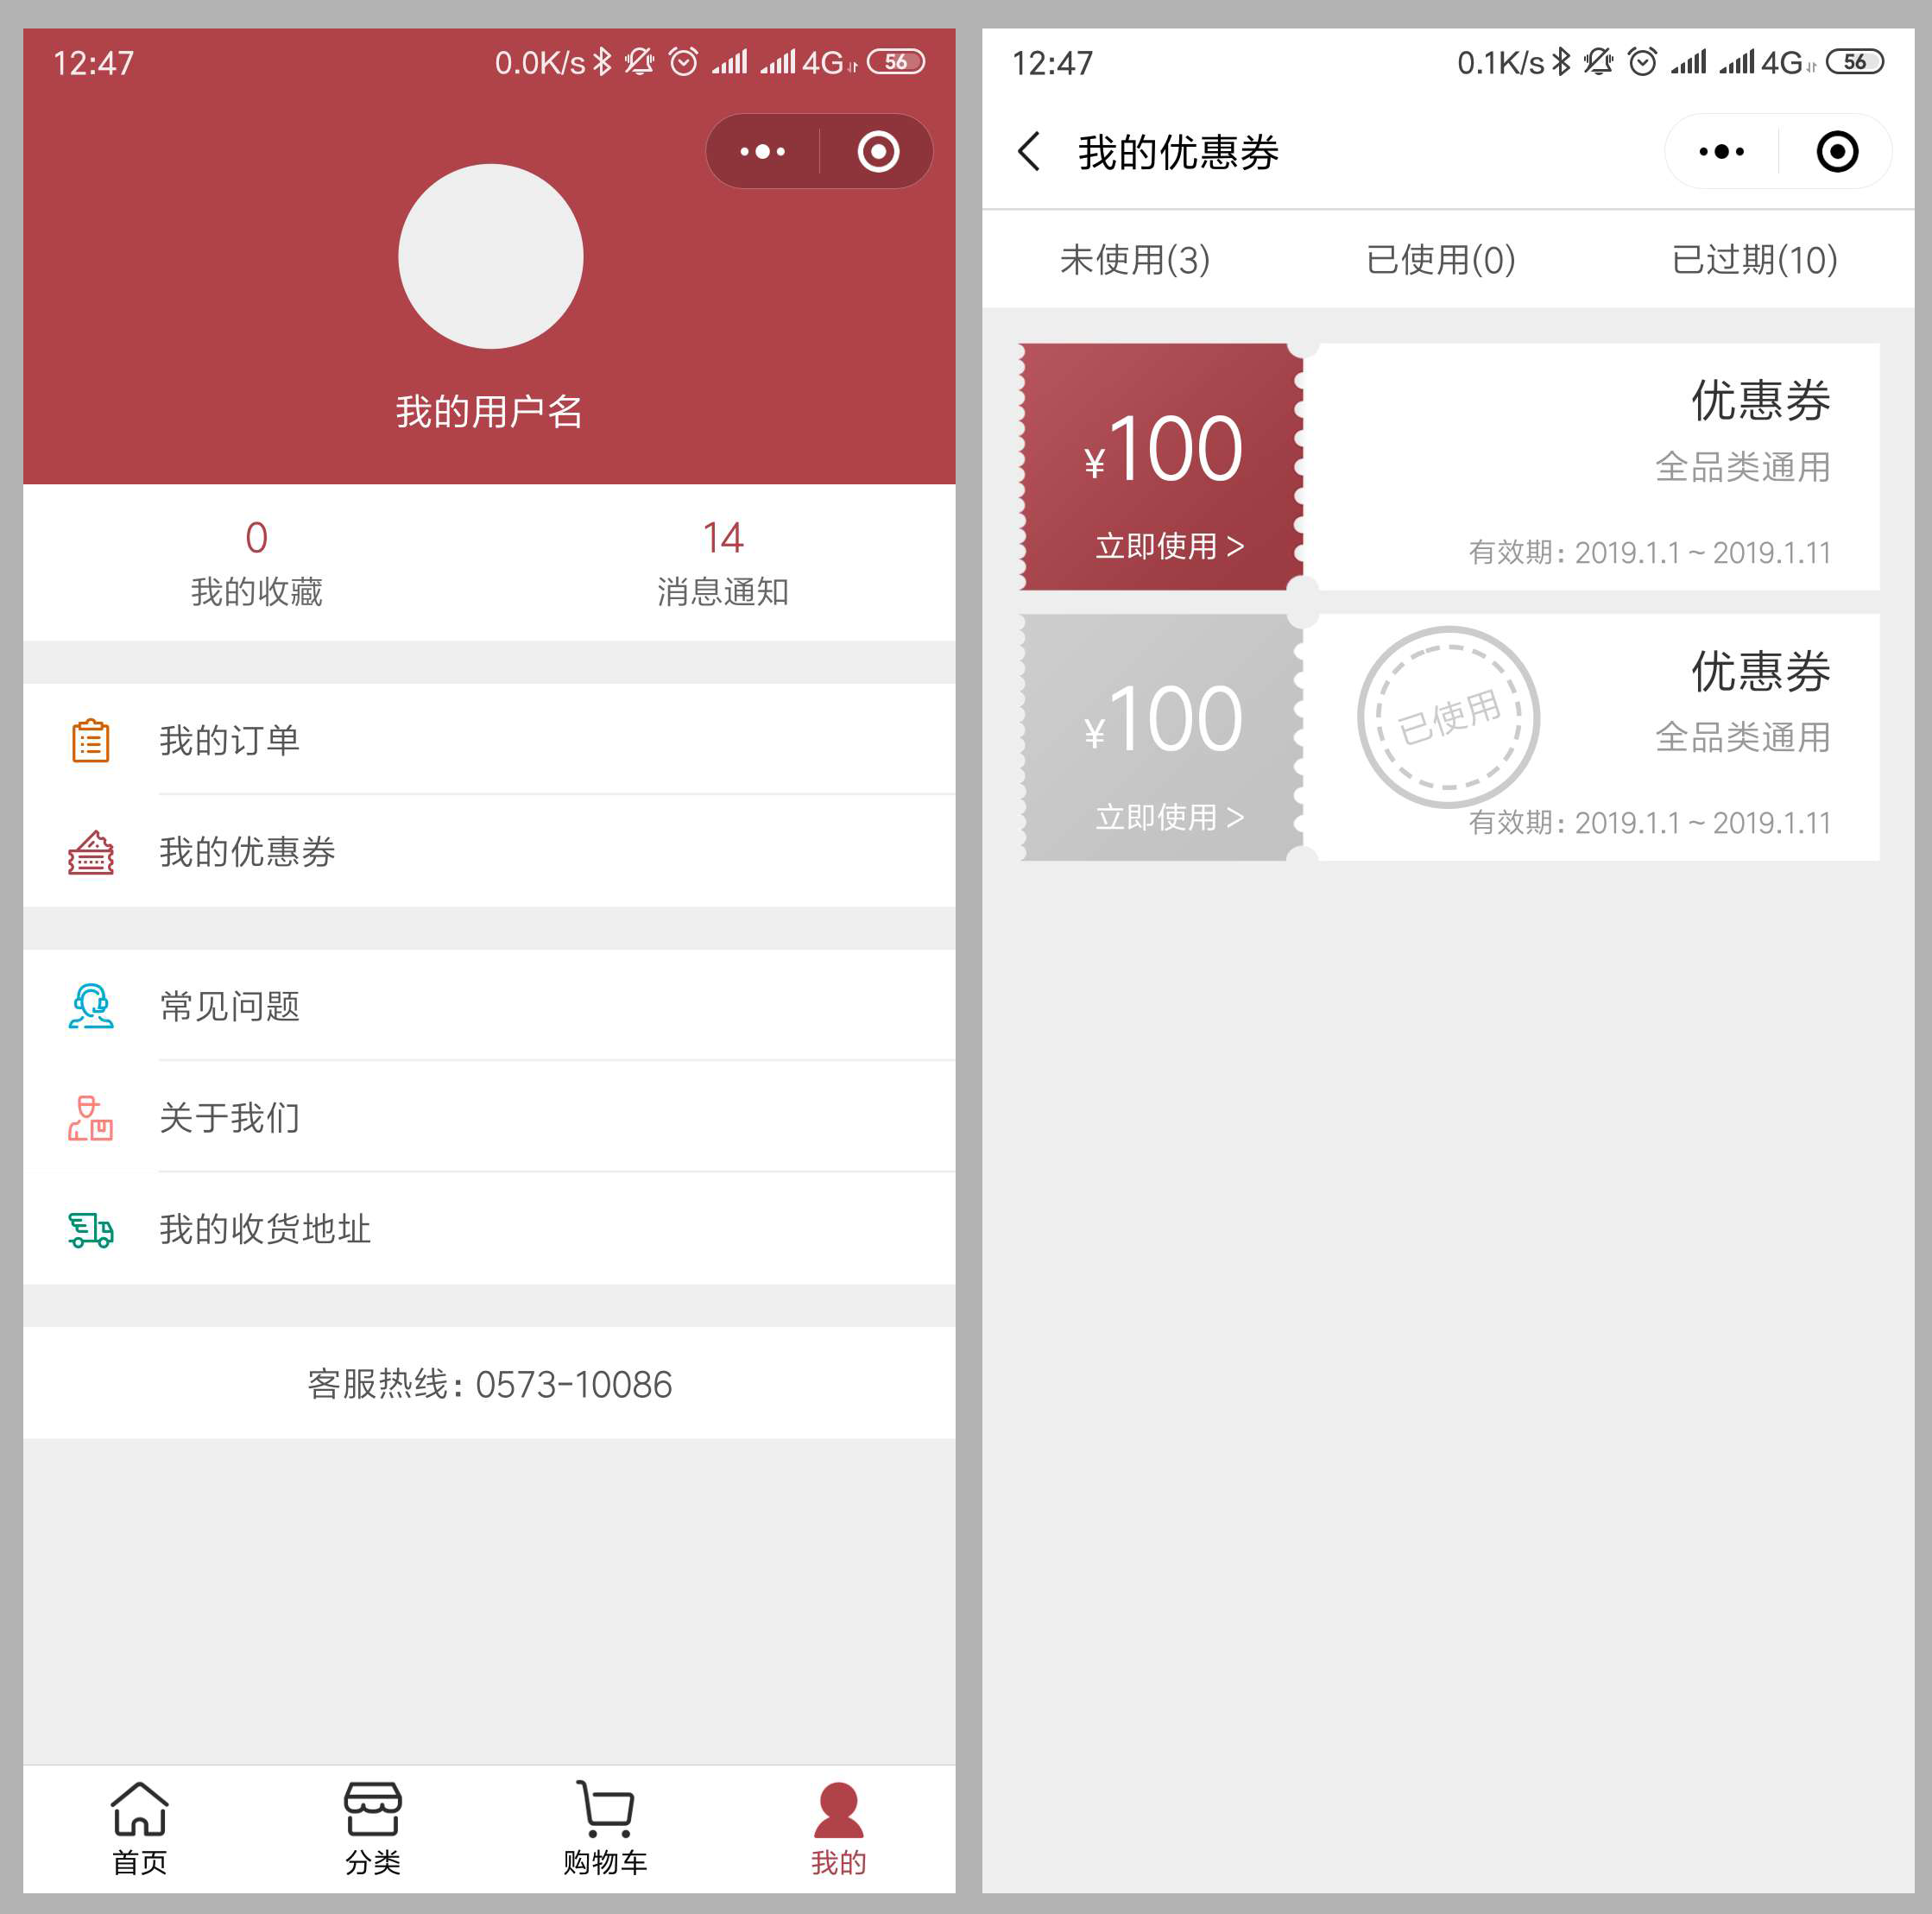 12:47 0.0K/s 4G 56
我的用户名
0 14
我的收藏 消息通知
我的订单
我的优惠券
常见问题
关于我们
我的收货地址
客服热线：0573-10086
首页 分类 购物车 我的
12:47 0.1K/s 4G 56
我的优惠券
未使用(3) 已使用(0) 已过期(10)
¥100
立即使用 >
优惠券
全品类通用
有效期：2019.1.1 ~ 2019.1.11
¥100
立即使用 >
已使用
优惠券
全品类通用
有效期：2019.1.1 ~ 2019.1.11